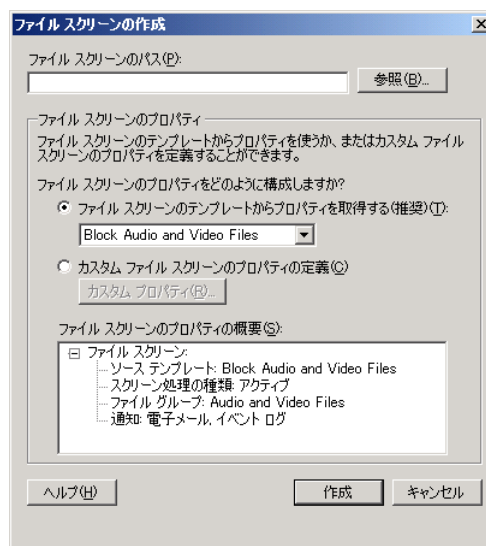 ファイル スクリーンの作成
ファイル スクリーンのパス(P):
参照(B)...
ファイル スクリーンのプロパティ
ファイル スクリーンのテンプレートからプロパティを使うか、またはカスタム ファイル
スクリーンのプロパティを定義することができます。
ファイル スクリーンのプロパティをどのように構成しますか?
ファイル スクリーンのテンプレートからプロパティを取得する(推奨)(T):
Block Audio and Video Files
カスタム ファイル スクリーンのプロパティの定義(C)
カスタム プロパティ(R)...
ファイル スクリーンのプロパティの概要(S):
ファイル スクリーン:
ソース テンプレート: Block Audio and Video Files
スクリーン処理の種類: アクティブ
ファイル グループ: Audio and Video Files
通知: 電子メール, イベント ログ
ヘルプ(H)
作成
キャンセル